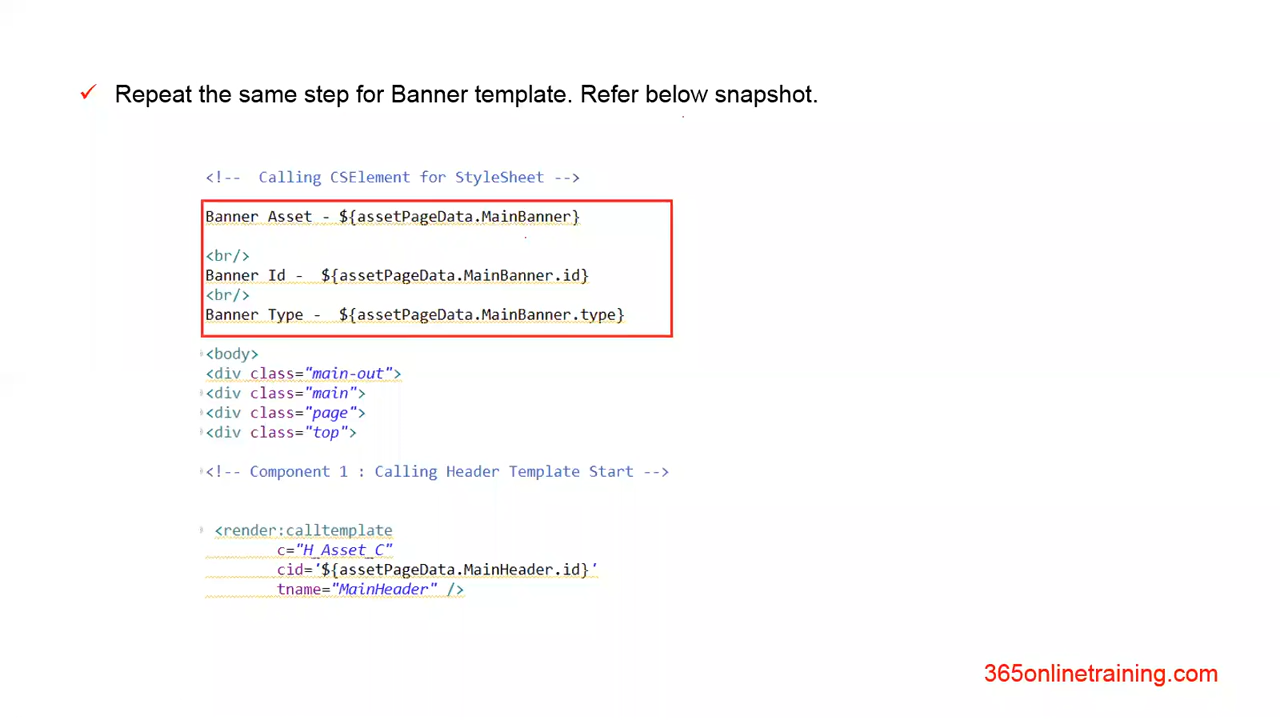 ✓ Repeat the same step for Banner template. Refer below snapshot.
<!-- Calling CSElement for StyleSheet -->
Banner Asset - ${assetPageData.MainBanner}
<br/>
Banner Id - ${assetPageData.MainBanner.id}
<br/>
Banner Type - ${assetPageData.MainBanner.type}
<body>
<div class="main-out">
<div class="main">
<div class="page">
<div class="top">
<!-- Component 1 : Calling Header Template Start -->
<render:calltemplate
c="H_Asset_C"
cid='${assetPageData.MainHeader.id}'
tname="MainHeader" />
365onlinetraining.com